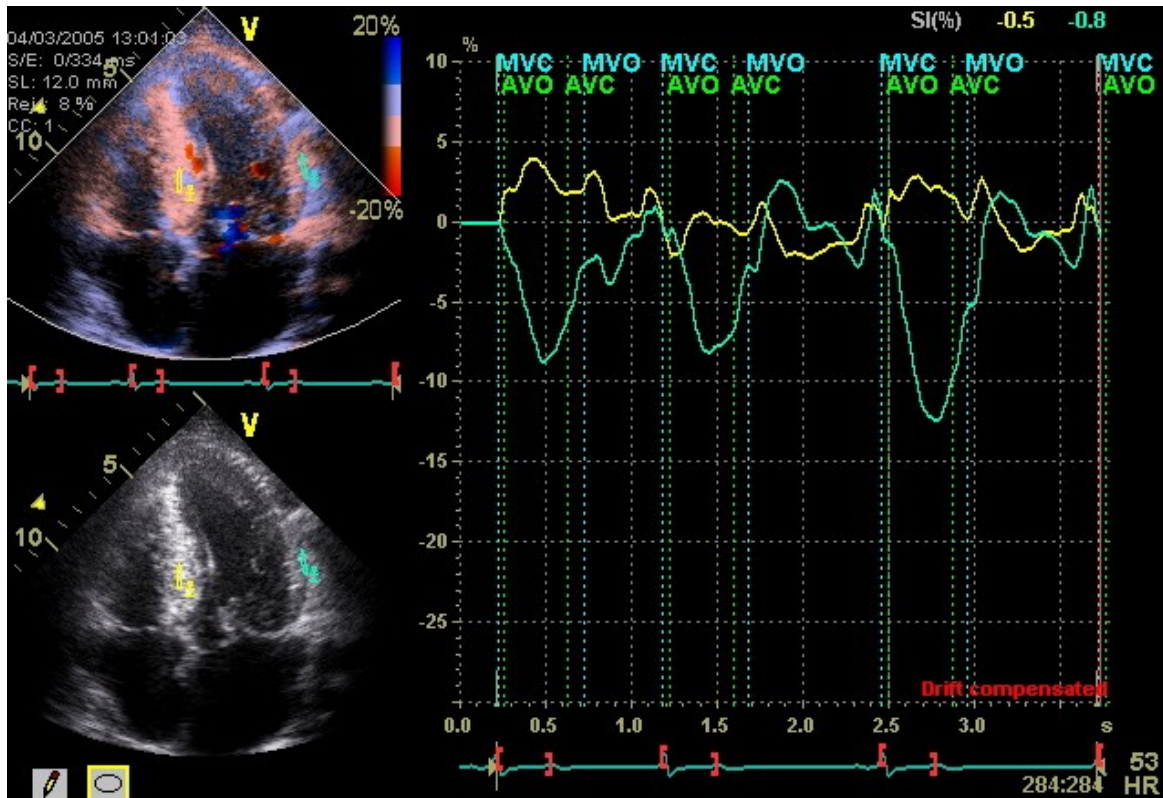 04/03/2005 13:04:03
S/E: 0/334 ms
SL: 12.0 mm
Rej.: 8 %
CC: 1
5
10
V
20%
-20%
V
5
10
SI(%) -0.5 -0.8
%
MVC MVO MVC MVO MVC MVO MVC
AVO AVC AVO AVC AVO AVC AVO
10
5
0
-5
-10
-15
-20
-25
Drift compensated
0.0 0.5 1.0 1.5 2.0 2.5 3.0 s
53
284:284 HR